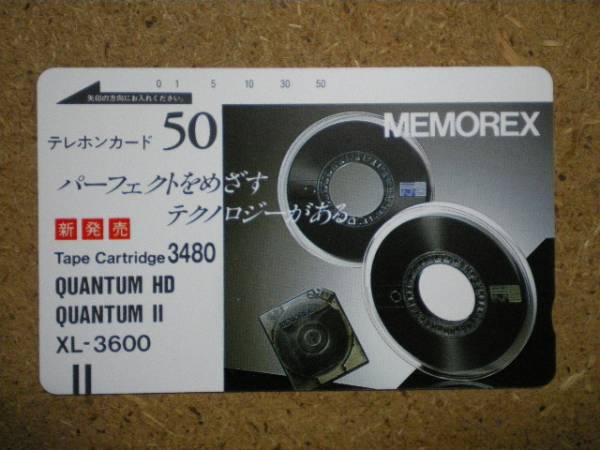 0 1 5 10 30 50
矢印の方向にお入れください。
テレホンカード 50
MEMOREX
パーフェクトをめざす
テクノロジーがある
新発売
Tape Cartridge 3480
QUANTUM HD
QUANTUM II
XL-3600